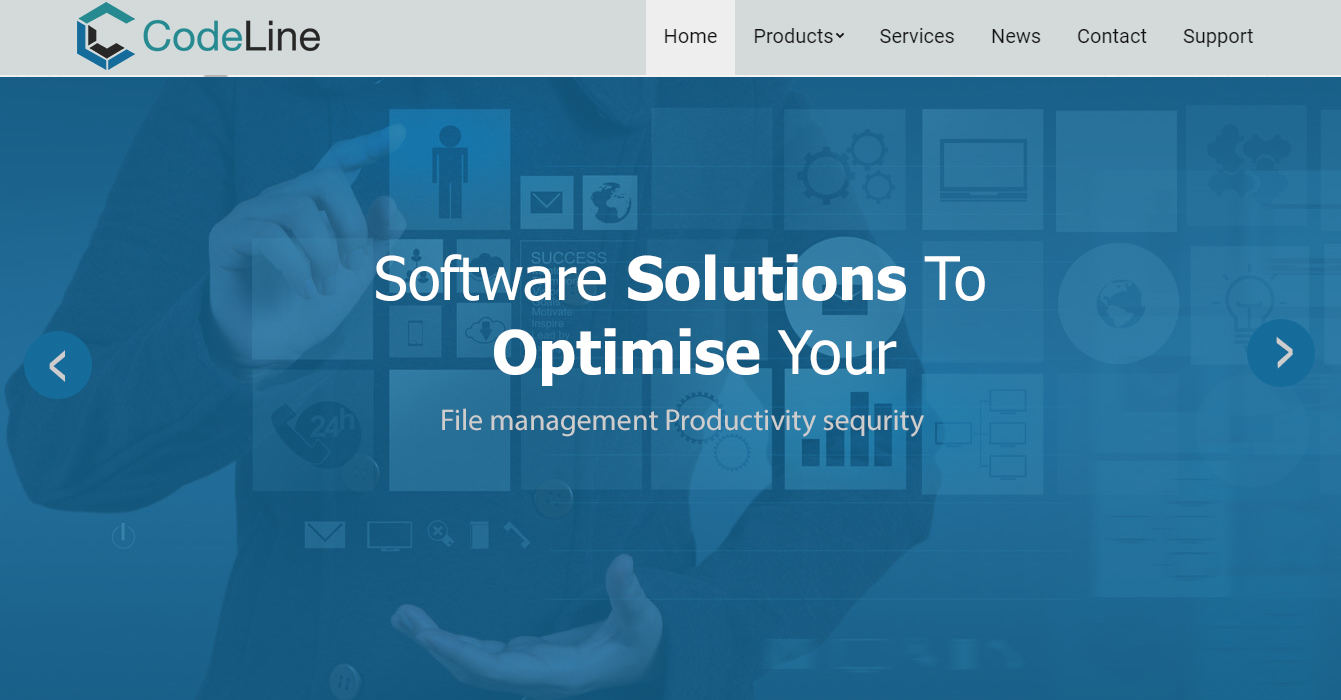 CodeLine
Home Products Services News Contact Support
SUCCESS
Software Solutions To
Motivate
Inspire
Lead by
Optimise Your
File management Productivity sequrity
24h